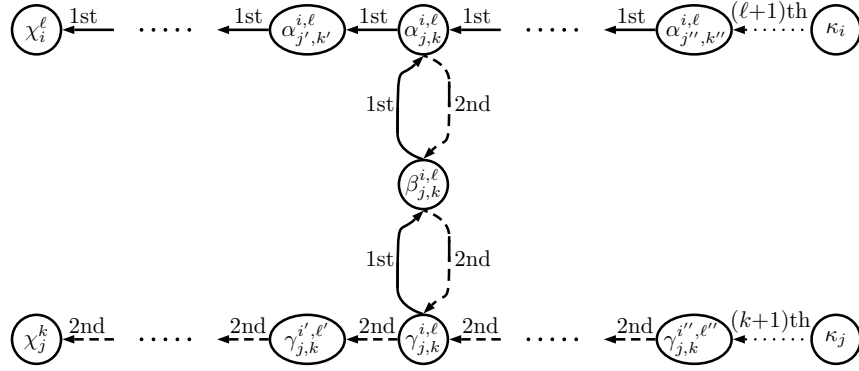 χ_i^ℓ 1st ····· 1st α_{j',k'}^{i,ℓ} 1st α_{j,k}^{i,ℓ} 1st ····· 1st α_{j'',k''}^{i,ℓ} (ℓ+1)th κ_i
1st 2nd
β_{j,k}^{i,ℓ}
1st 2nd
χ_j^k 2nd ····· 2nd γ_{j,k}^{i',ℓ'} 2nd γ_{j,k}^{i,ℓ} 2nd ····· 2nd γ_{j,k}^{i'',ℓ''} (k+1)th κ_j